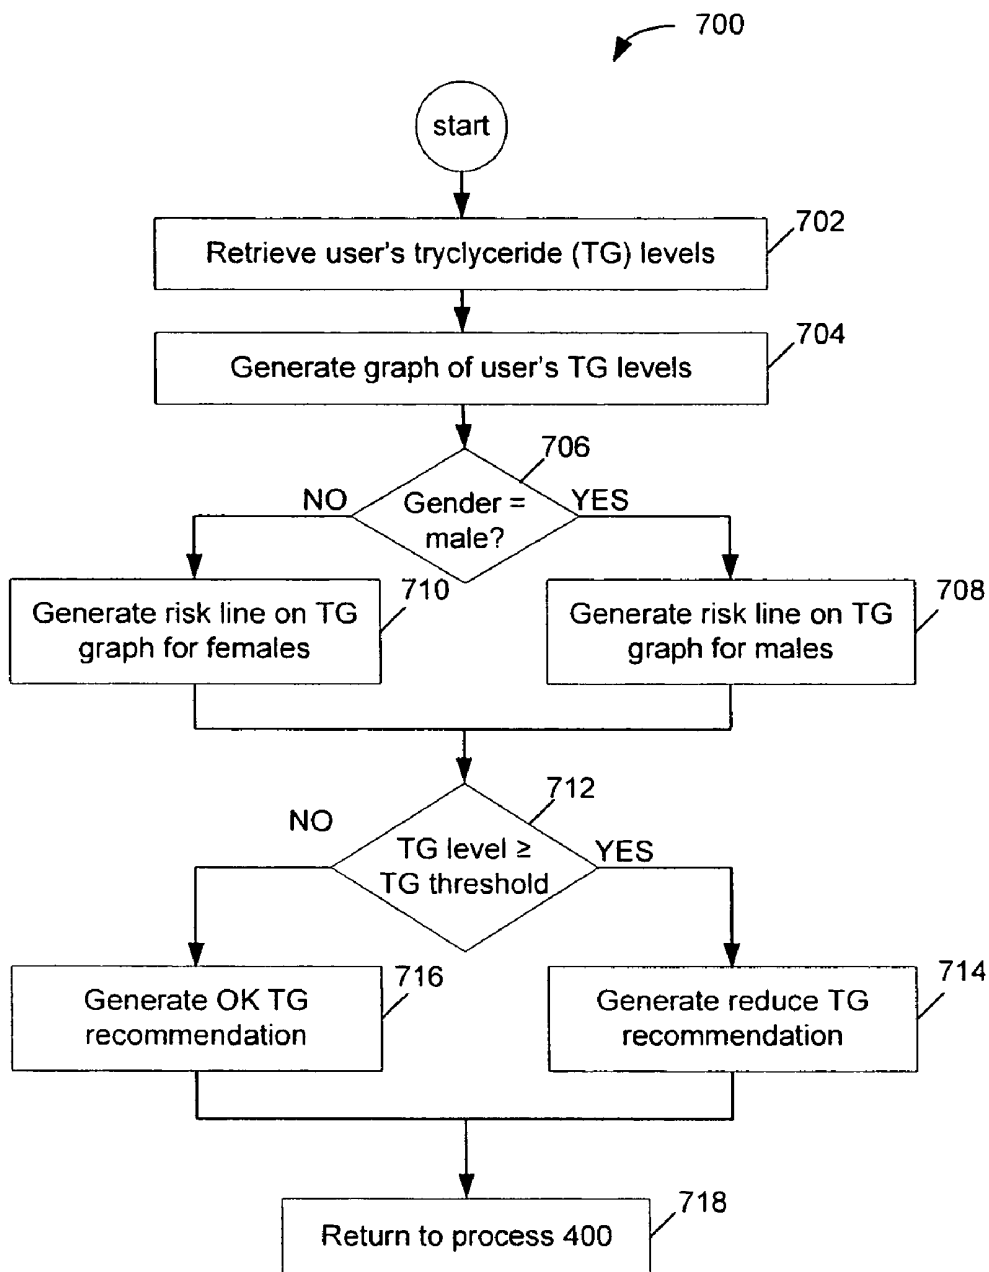 700
start
702
Retrieve user's tryclyceride (TG) levels
704
Generate graph of user's TG levels
706
NO
Gender =
male?
YES
710
Generate risk line on TG
graph for females
708
Generate risk line on TG
graph for males
712
NO
TG level ≥
TG threshold
YES
716
Generate OK TG
recommendation
714
Generate reduce TG
recommendation
718
Return to process 400